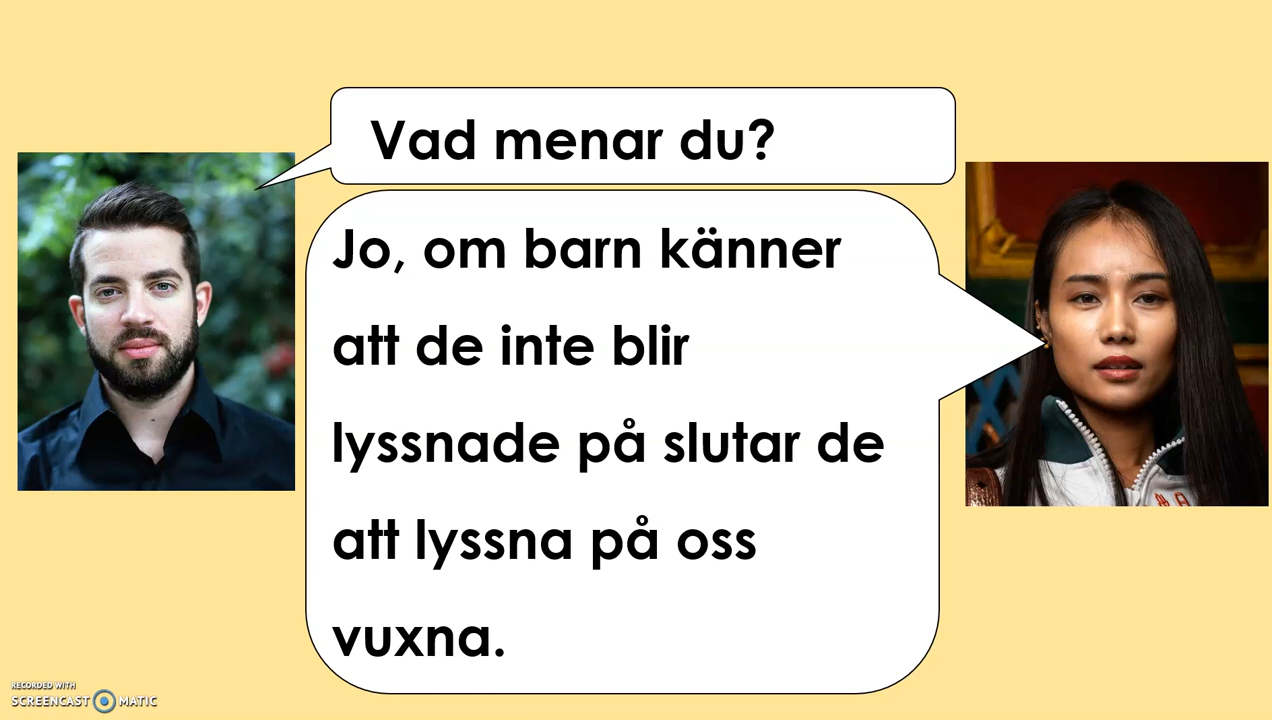 Vad menar du?
Jo, om barn känner
att de inte blir
lyssnade på slutar de
att lyssna på oss
vuxna.
RECORDED WITH
SCREENCAST MATIC